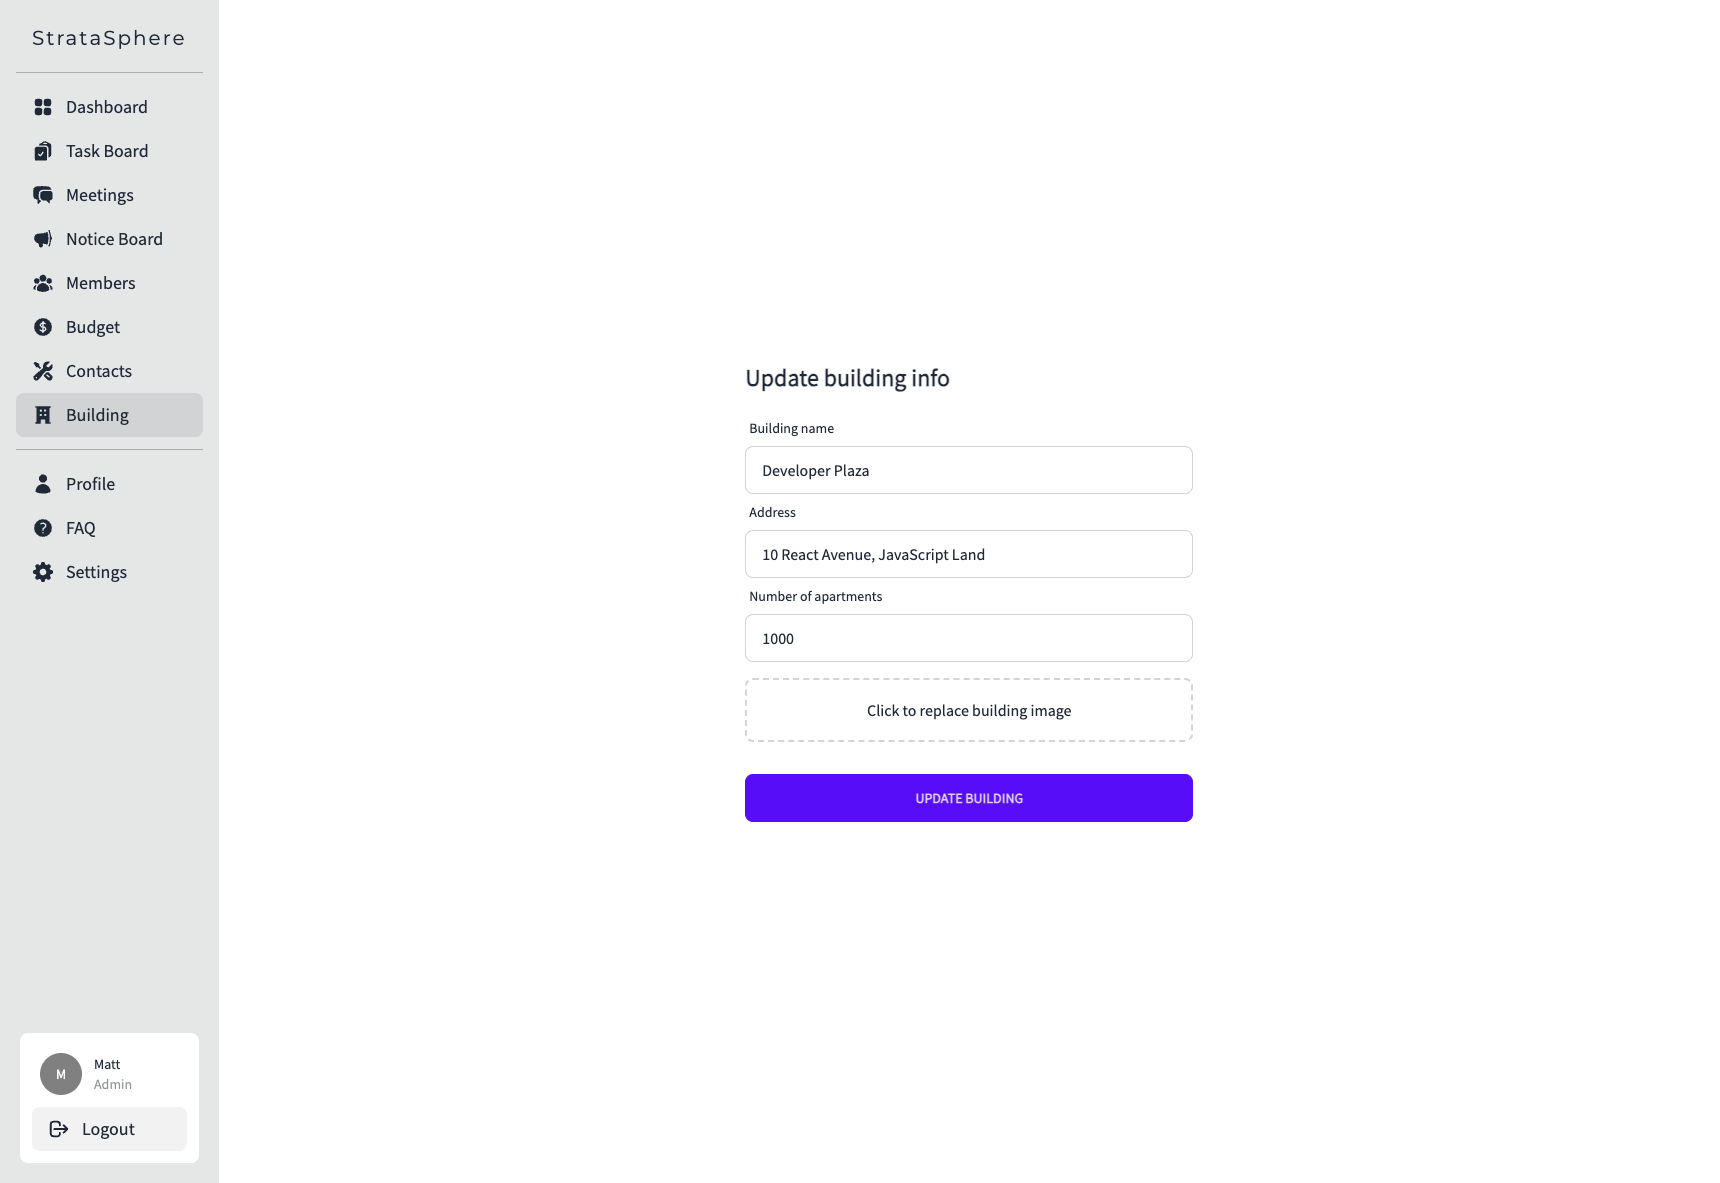 StrataSphere
Dashboard
Task Board
Meetings
Notice Board
Members
Budget
Contacts
Building
Profile
FAQ
Settings
M
Matt
Admin
Logout
Update building info
Building name
Developer Plaza
Address
10 React Avenue, JavaScript Land
Number of apartments
1000
Click to replace building image
UPDATE BUILDING